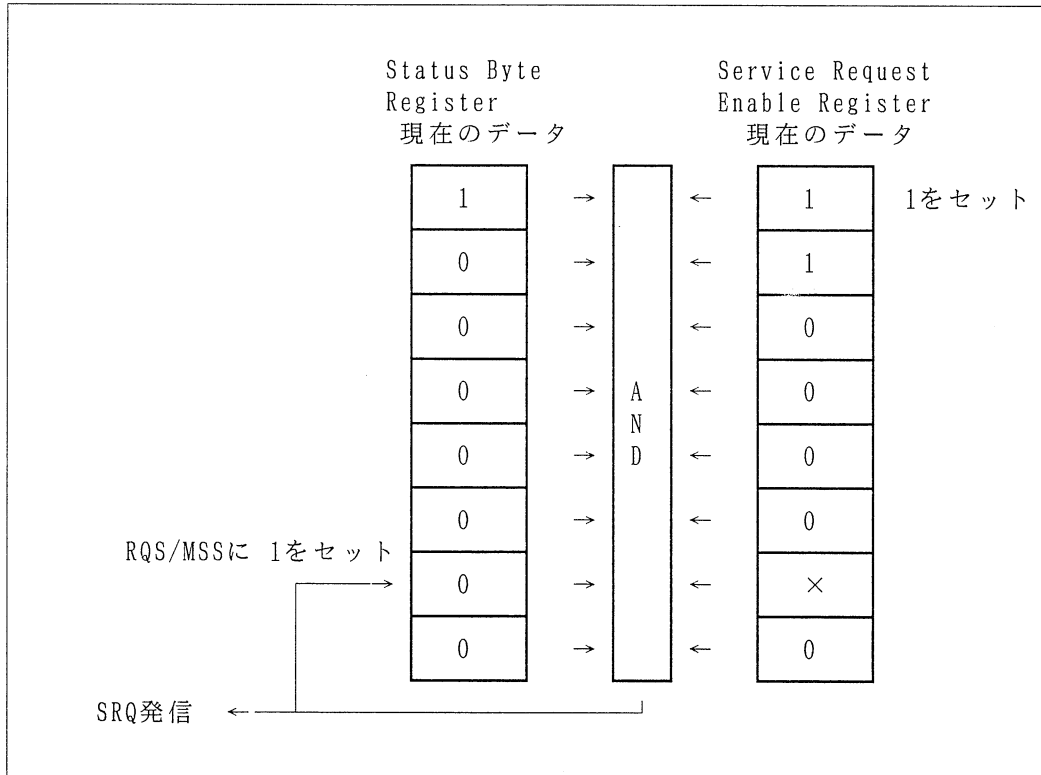 Status Byte
Register
現在のデータ
Service Request
Enable Register
現在のデータ
1 → ← 1 1をセット
0 → ← 1
0 → ← 0
0 → A ← 0
N
0 → D ← 0
0 → ← 0
RQS/MSSに 1をセット
→ 0 → ← ×
0 → ← 0
SRQ発信 ←